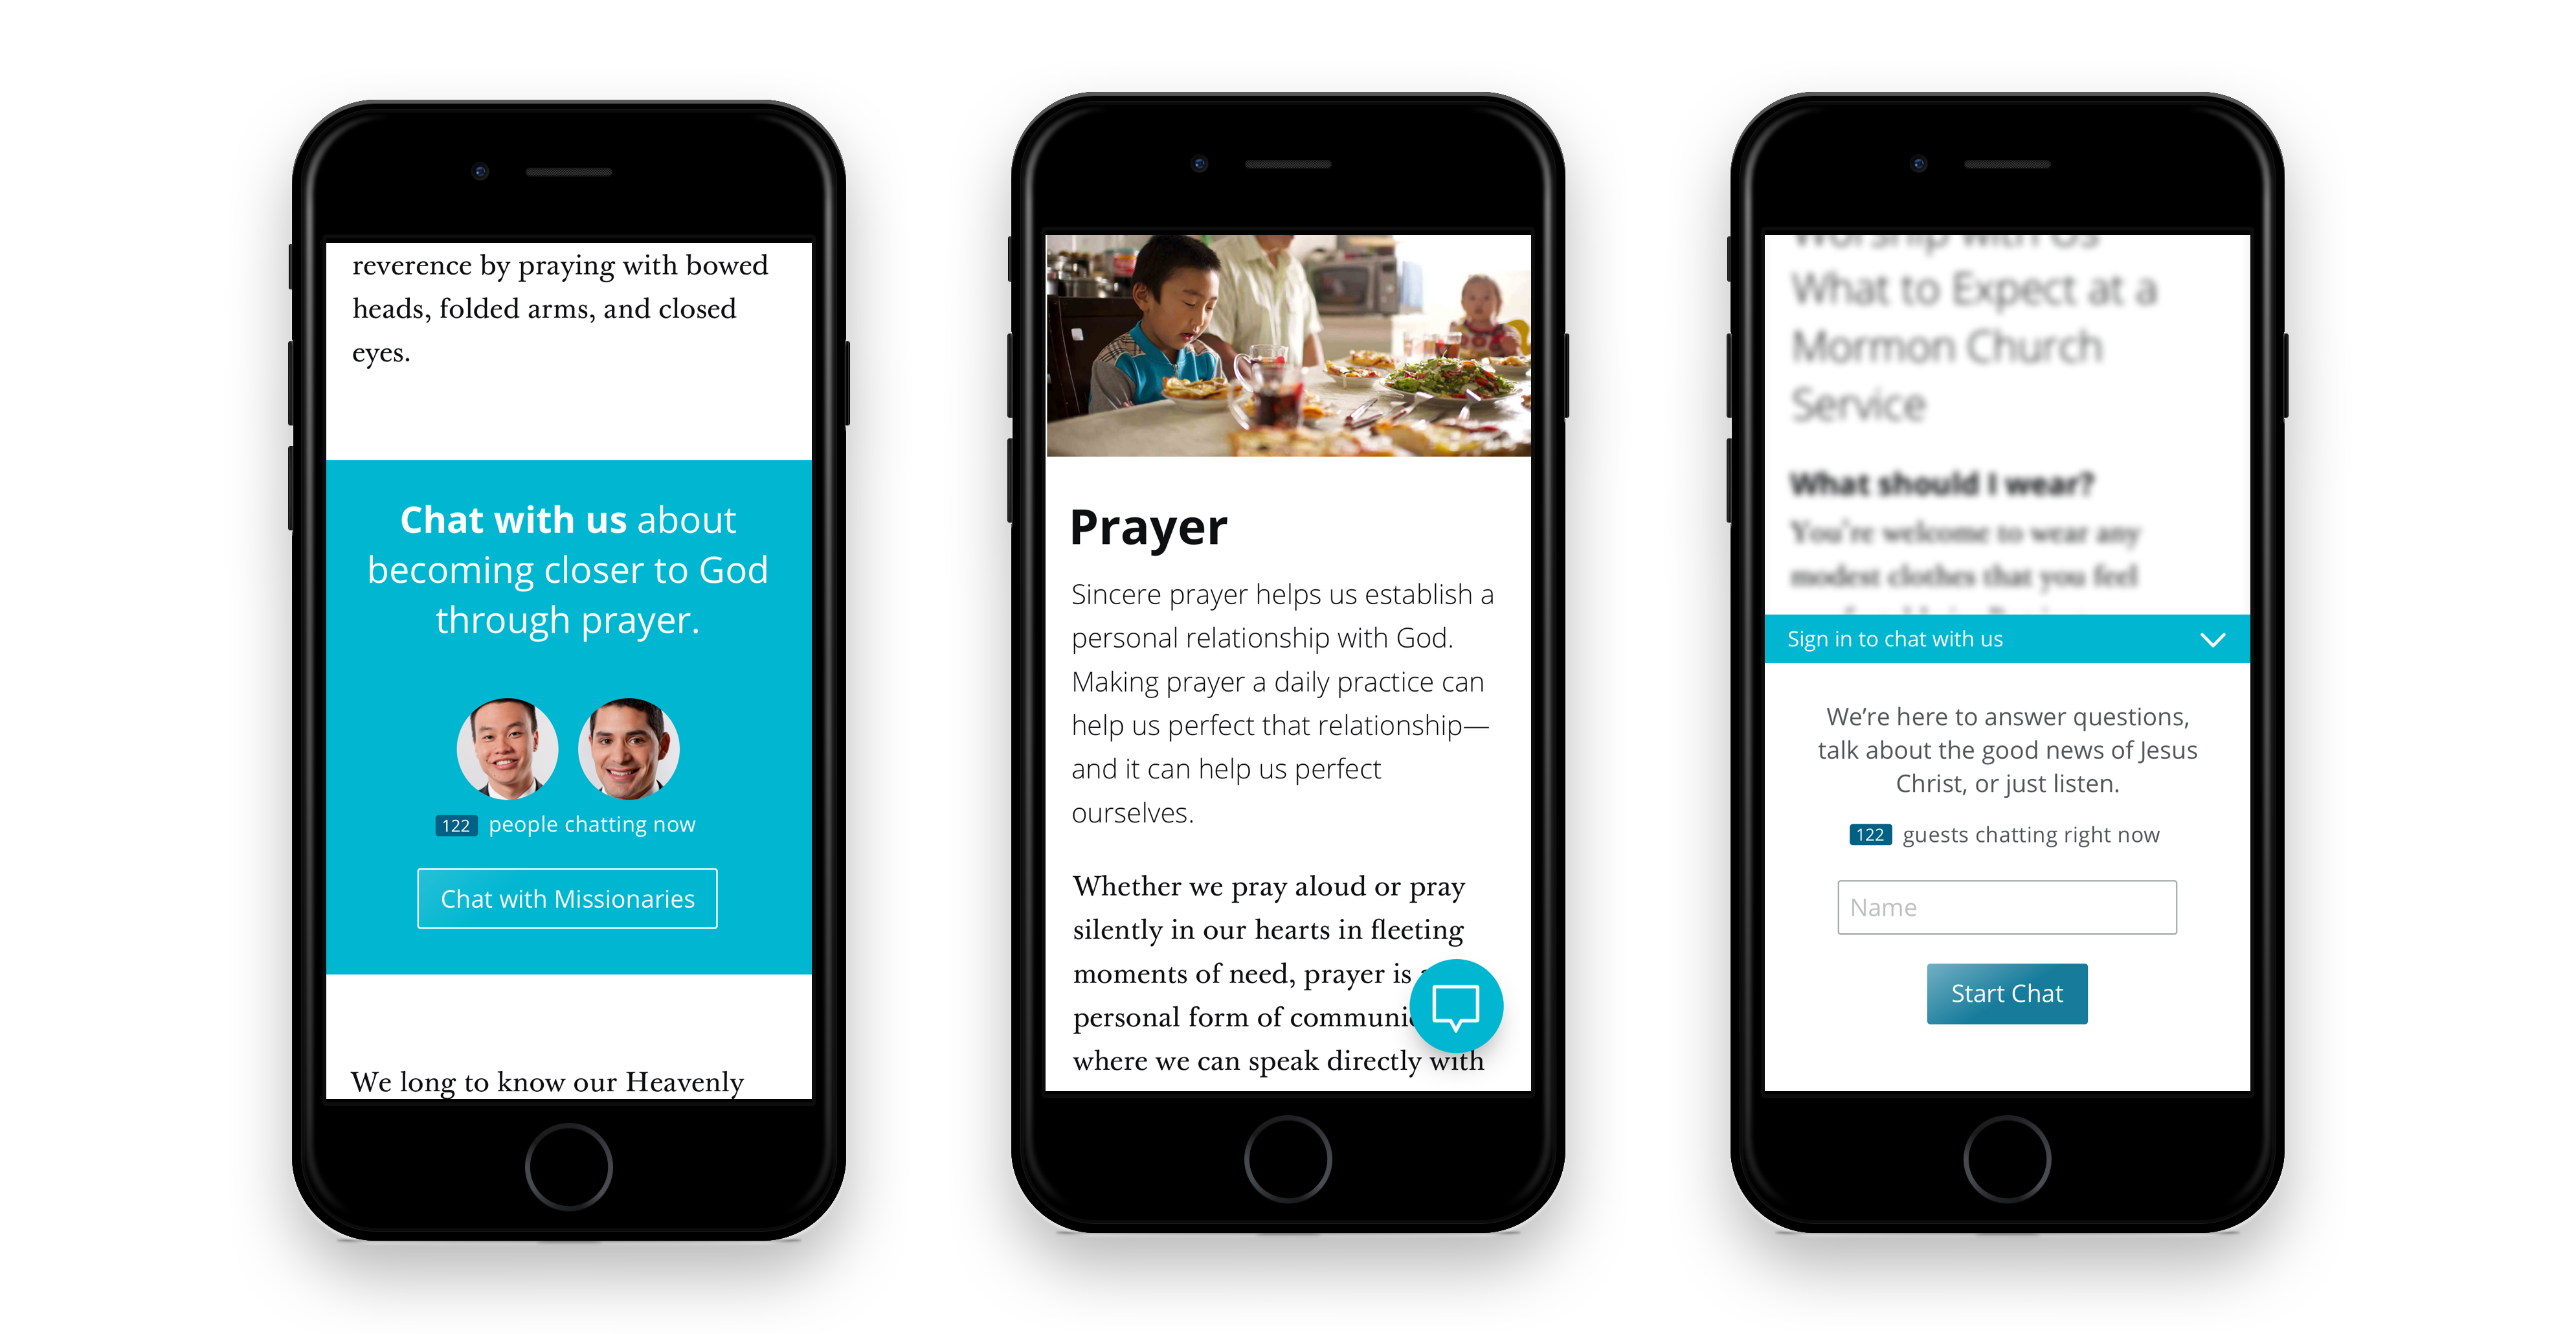 reverence by praying with bowed
heads, folded arms, and closed
eyes.
Chat with us about
becoming closer to God
through prayer.
122 people chatting now
Chat with Missionaries
We long to know our Heavenly
Prayer
Sincere prayer helps us establish a
personal relationship with God.
Making prayer a daily practice can
help us perfect that relationship—
and it can help us perfect
ourselves.
Whether we pray aloud or pray
silently in our hearts in fleeting
moments of need, prayer is
personal form of
where we can speak directly with
Worship with Us
What to Expect at a
Mormon Church
Service
What should I wear?
You're welcome to wear any
modest clothes that you feel
Sign in to chat with us
We’re here to answer questions,
talk about the good news of Jesus
Christ, or just listen.
122 guests chatting right now
Name
Start Chat